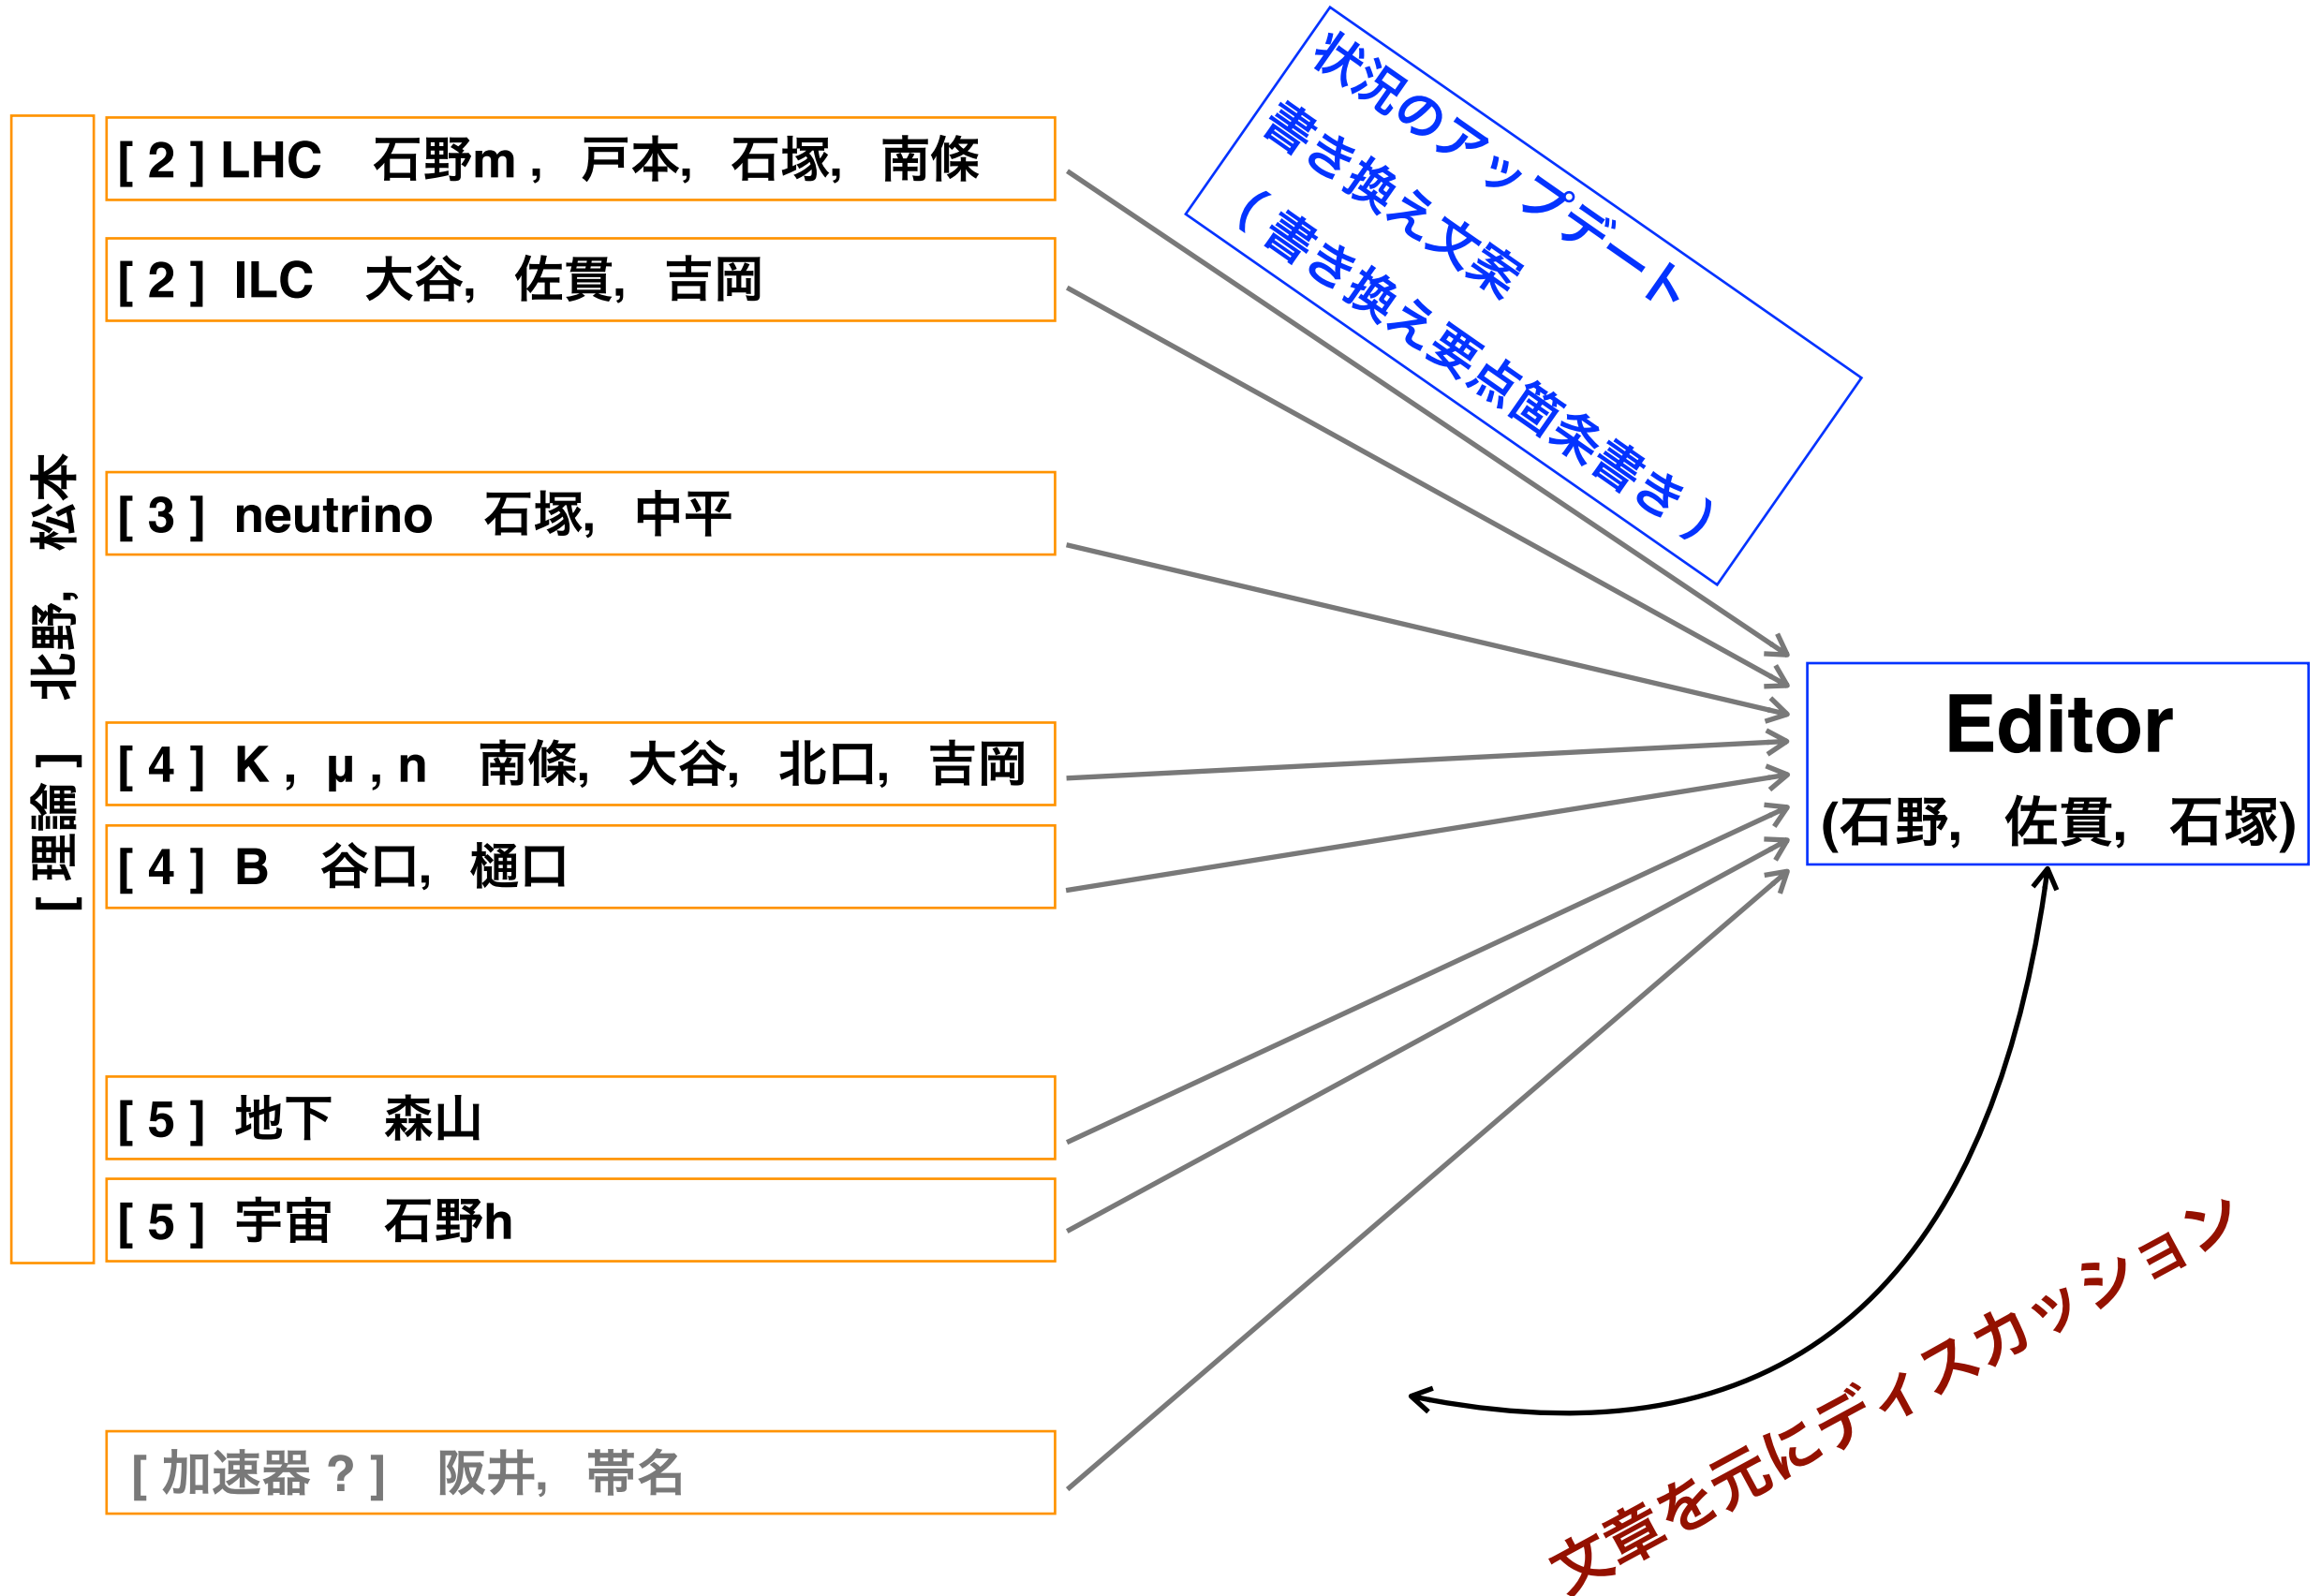 状況のアップデート
書き換え文案
（書き換え要点箇条書き）
[理論] 北野, 松本
[2] LHC 石野m, 戸本, 石野, 前俊
[2] ILC 大谷, 佐貫, 吉岡
[3] neutrino 石塚, 中平
[4] K, μ, n 前俊, 大谷, 北口, 吉岡
[4] B 谷口, 樋口
[5] 地下 森山
[5] 宇宙 石野h
[加速器?] 阪井, 帯名
Editor
(石野, 佐貫, 石塚)
文章を元にディスカッション